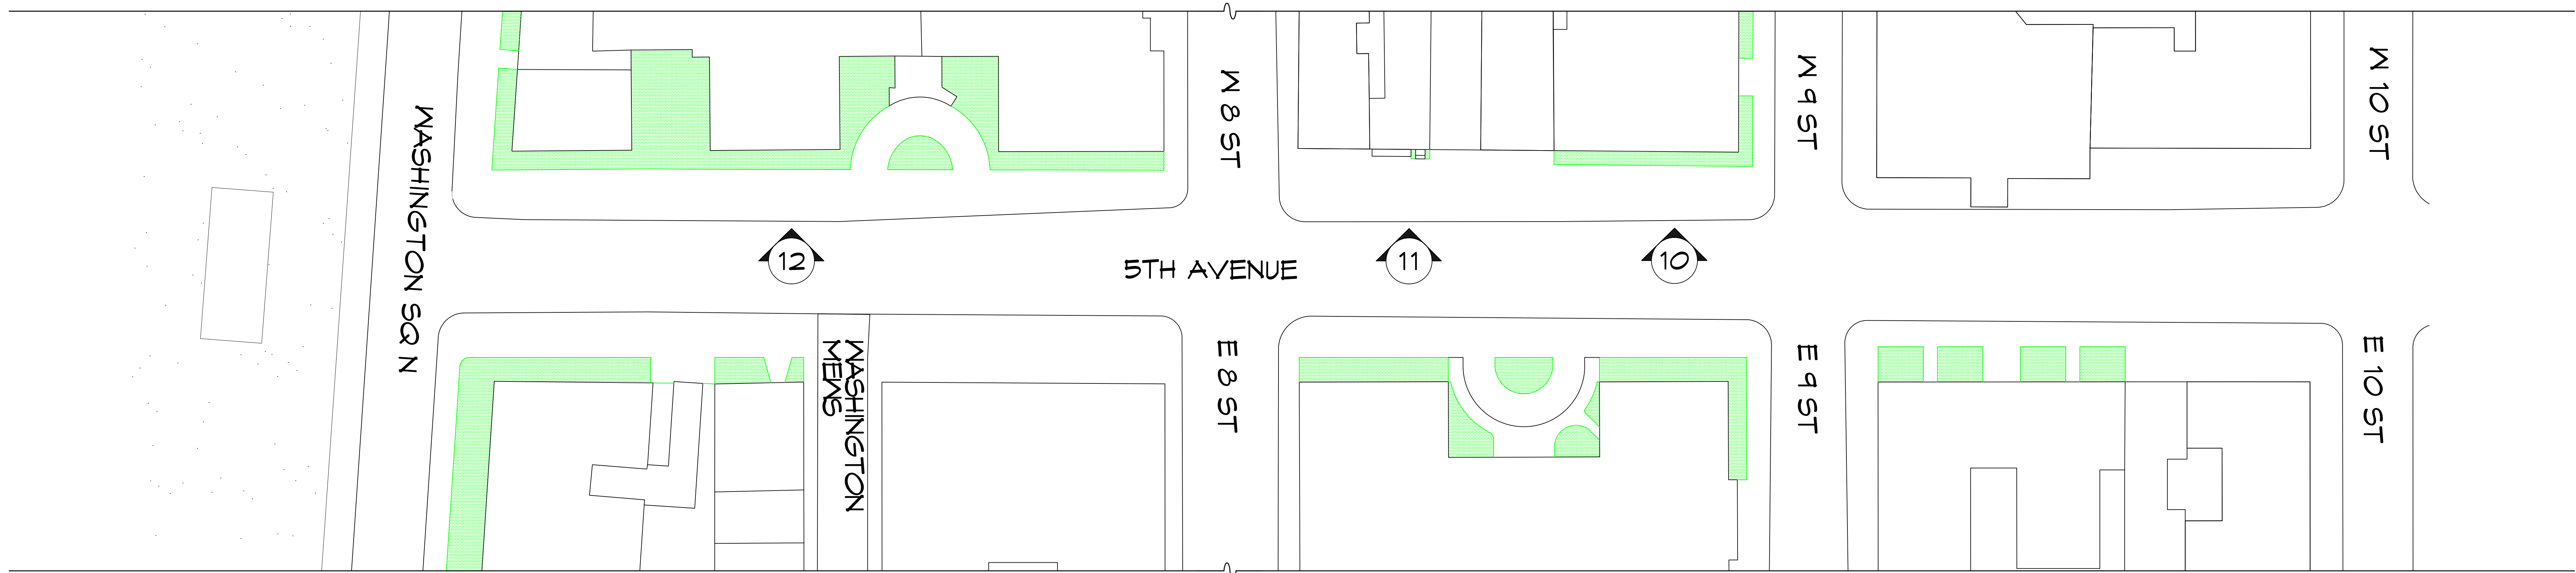 WASHINGTON SQ N
W 8 ST
W 9 ST
W 10 ST
12
5TH AVENUE
11
10
WASHINGTON
MEWS
E 8 ST
E 9 ST
E 10 ST